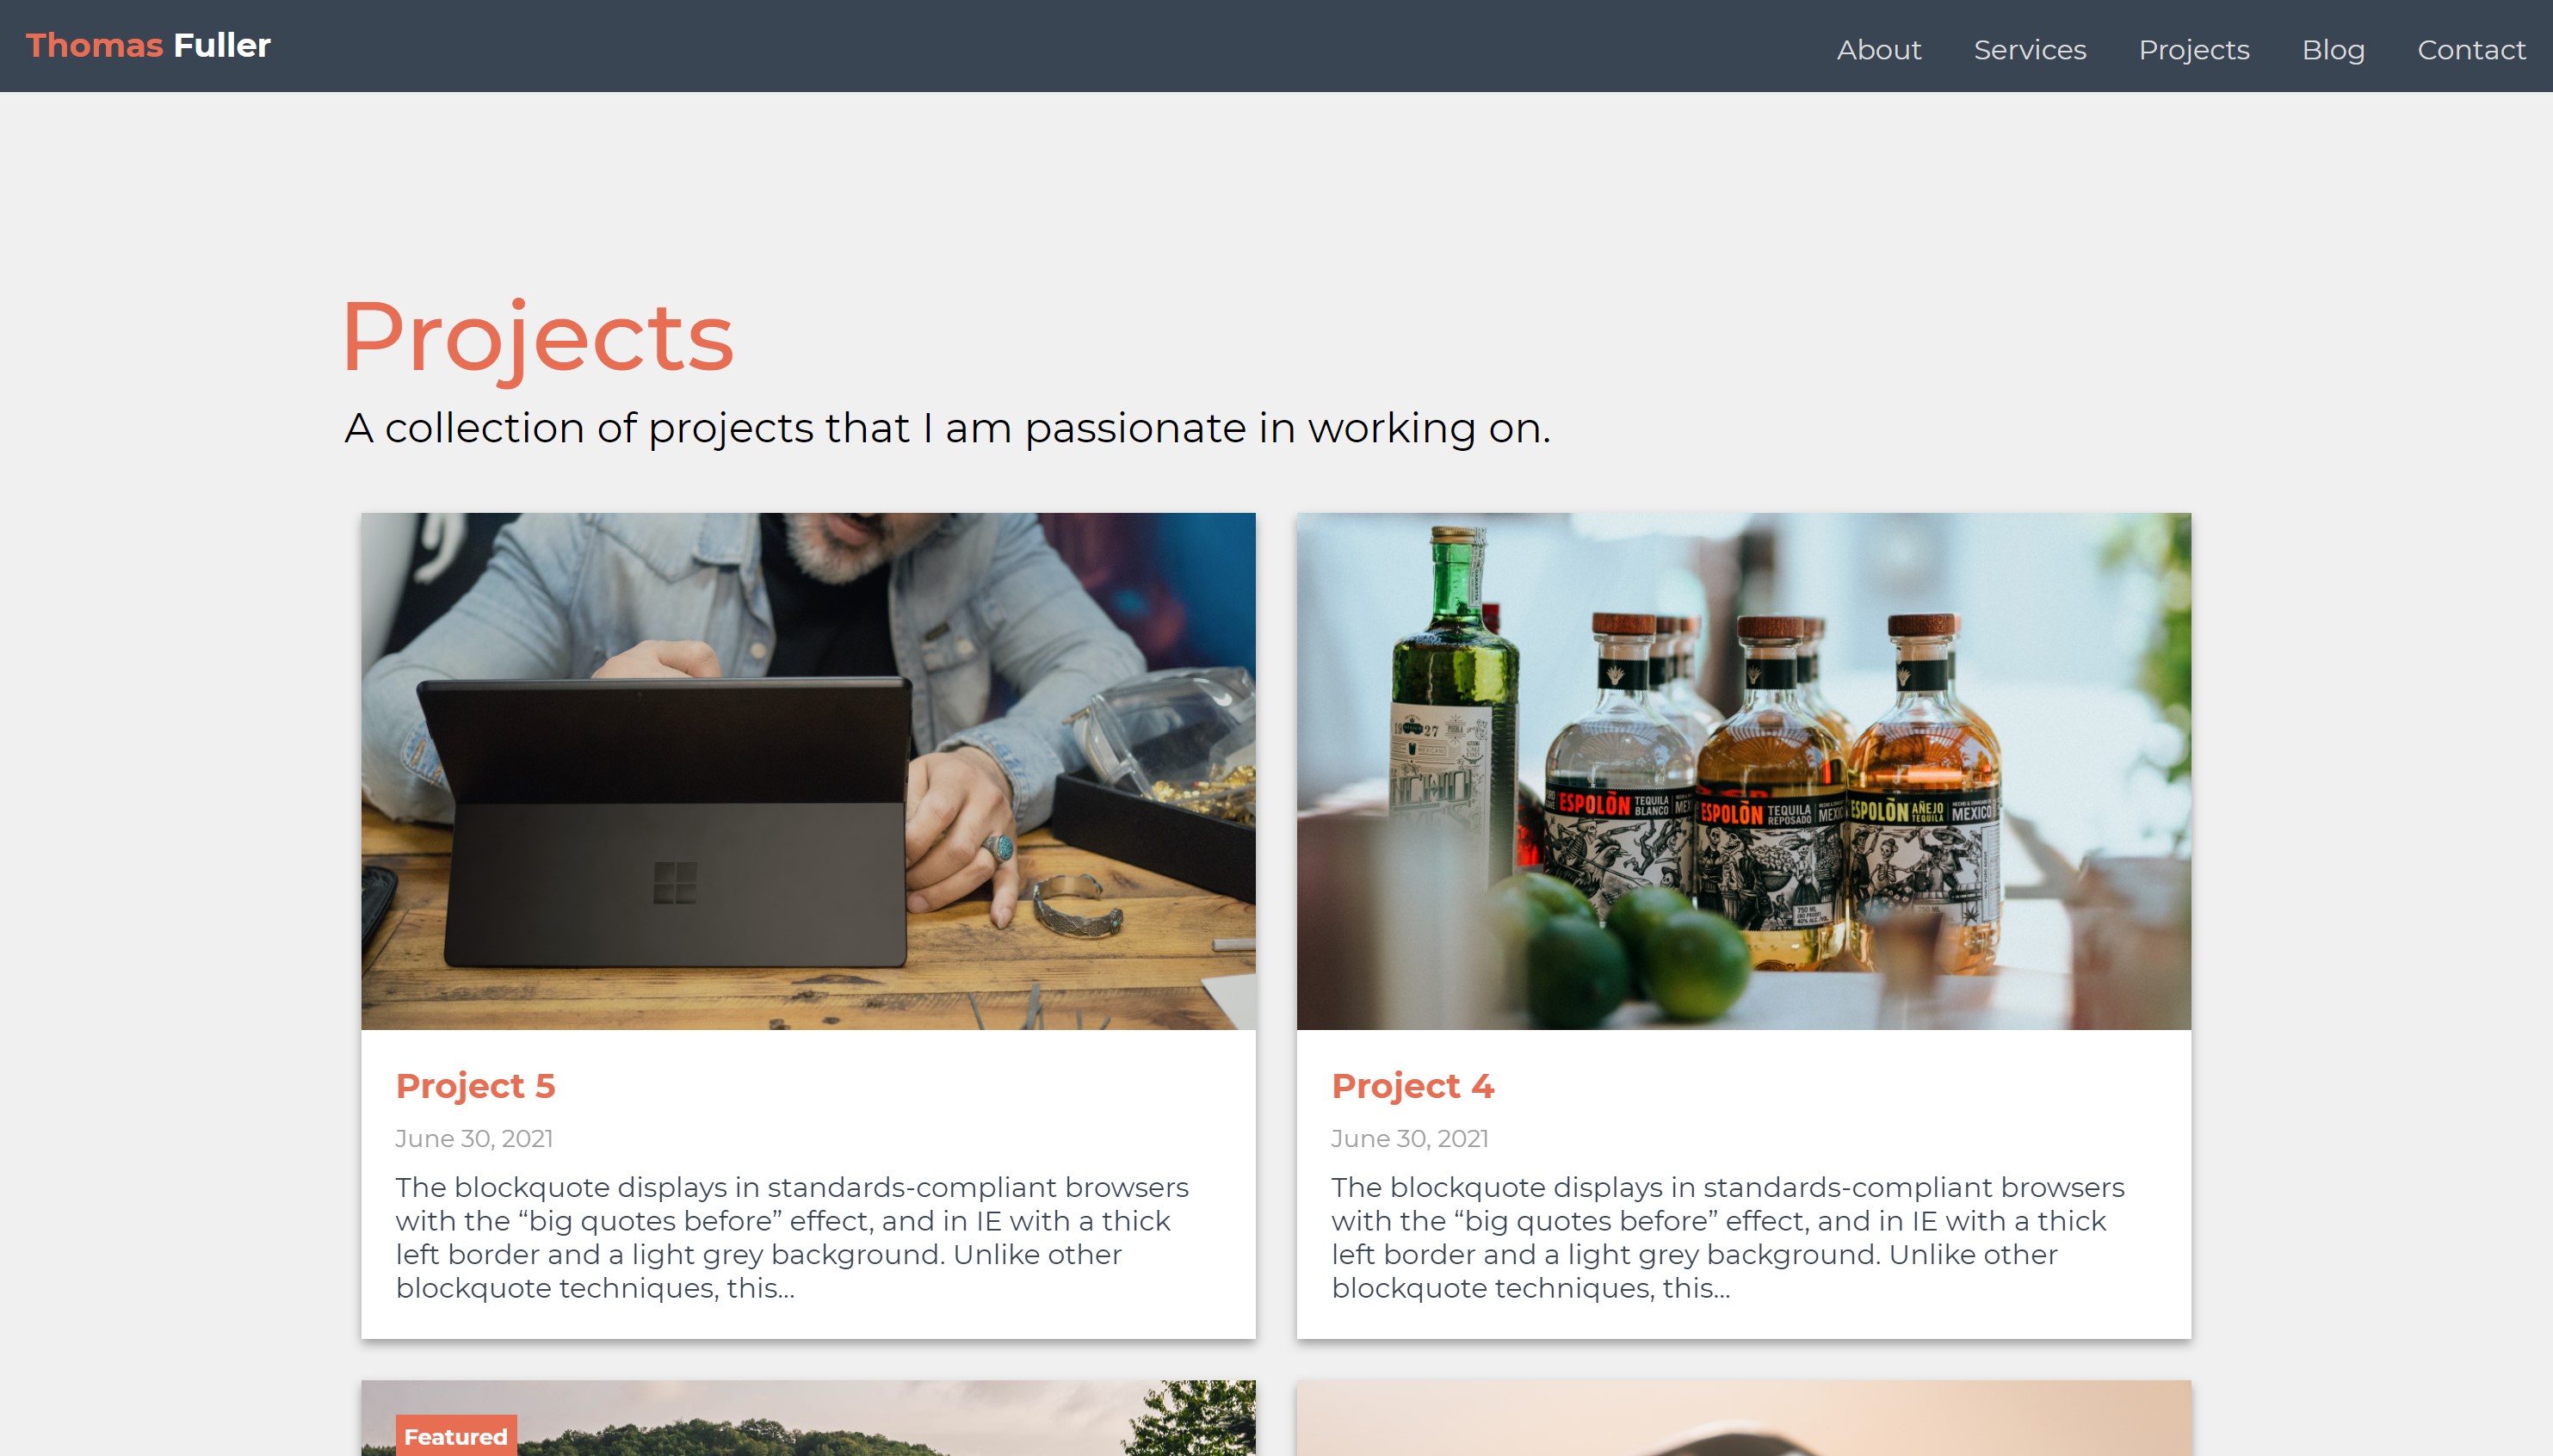 Thomas Fuller
About Services Projects Blog Contact
Projects
A collection of projects that I am passionate in working on.
1927
ESPOLÒN TEQUILA BLANCO
ESPOLÒN TEQUILA REPOSADO
ESPOLÒN AÑEJO TEQUILA MEXICO
750 ML
Project 5
June 30, 2021
The blockquote displays in standards-compliant browsers
with the “big quotes before” effect, and in IE with a thick
left border and a light grey background. Unlike other
blockquote techniques, this...
Project 4
June 30, 2021
The blockquote displays in standards-compliant browsers
with the “big quotes before” effect, and in IE with a thick
left border and a light grey background. Unlike other
blockquote techniques, this...
Featured